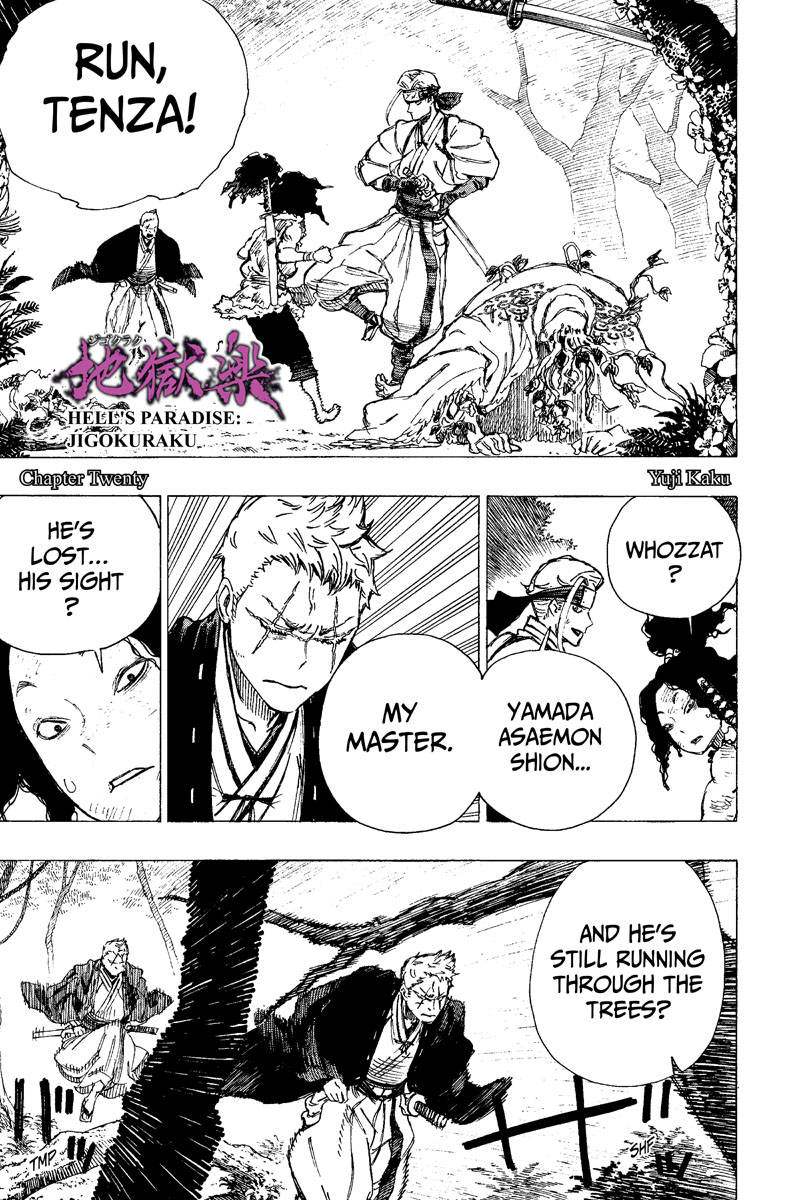 RUN,
TENZA!
ジゴクラク
地獄楽
HELL'S PARADISE:
JIGOKURAKU
Chapter Twenty
Yuji Kaku
WHOZZAT
?
YAMADA
ASAEMON
SHION...
MY
MASTER.
HE'S
LOST...
HIS SIGHT
?
AND HE'S
STILL RUNNING
THROUGH THE
TREES?
TMP
SHF